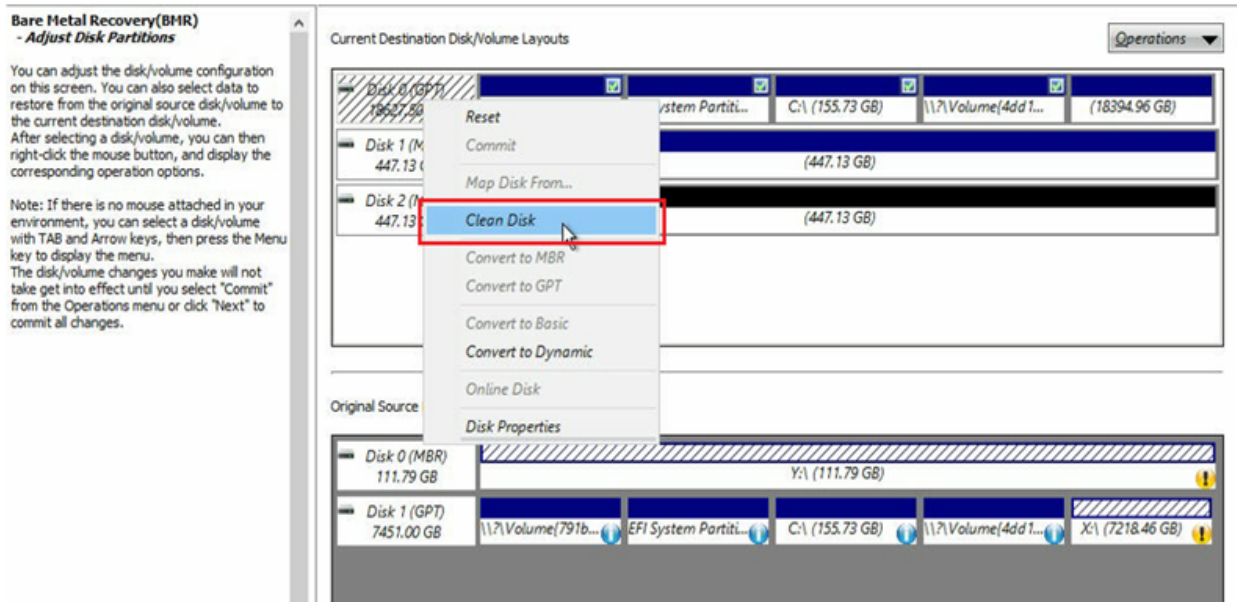 Bare Metal Recovery(BMR)
- Adjust Disk Partitions
You can adjust the disk/volume configuration
on this screen. You can also select data to
restore from the original source disk/volume to
the current destination disk/volume.
After selecting a disk/volume, you can then
right-click the mouse button, and display the
corresponding operation options.
Note: If there is no mouse attached in your
environment, you can select a disk/volume
with TAB and Arrow keys, then press the Menu
key to display the menu.
The disk/volume changes you make will not
take get into effect until you select "Commit"
from the Operations menu or click "Next" to
commit all changes.
Current Destination Disk/Volume Layouts
Operations
Disk 0 (GPT)
ystem Partiti...
C:\ (155.73 GB)
\\?\Volume{4dd1...
(18394.96 GB)
Disk 1 (M
447.13
(447.13 GB)
Disk 2 (M
447.13
(447.13 GB)
Reset
Commit
Map Disk From...
Clean Disk
Convert to MBR
Convert to GPT
Convert to Basic
Convert to Dynamic
Online Disk
Disk Properties
Original Source
Disk 0 (MBR)
111.79 GB
Y:\ (111.79 GB)
Disk 1 (GPT)
7451.00 GB
\\?\Volume{791b...
EFI System Partiti...
C:\ (155.73 GB)
\\?\Volume{4dd1...
X:\ (7218.46 GB)